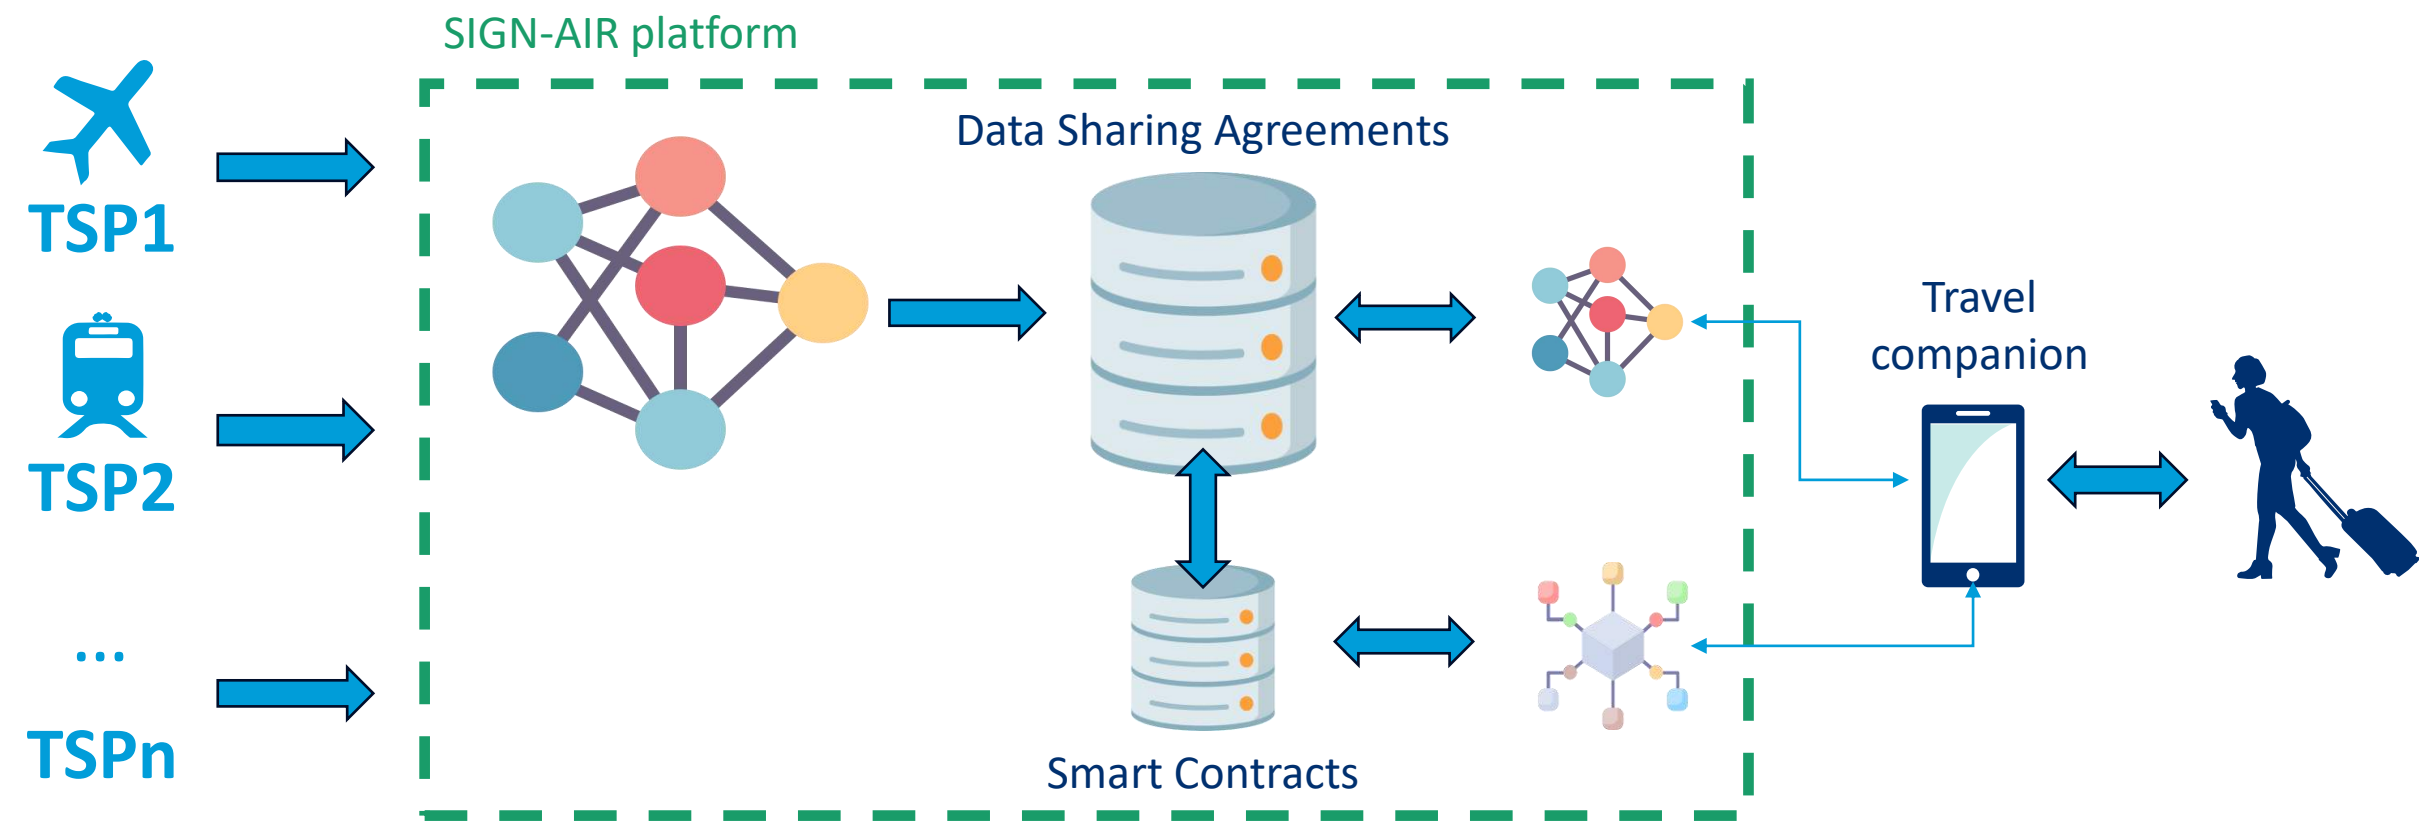 SIGN-AIR platform
TSP1
TSP2
...
TSPn
Data Sharing Agreements
Smart Contracts
Travel
companion